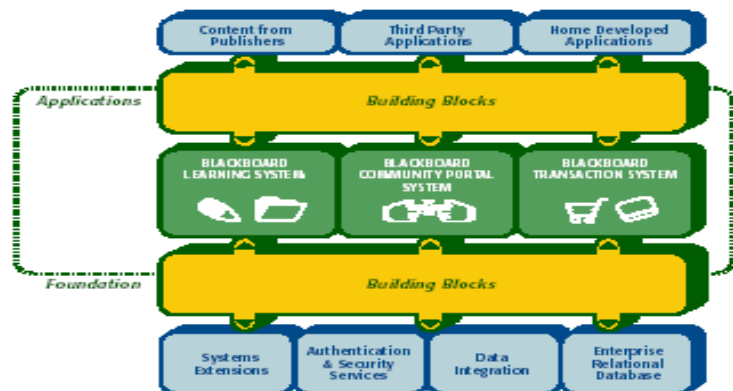 Content from
Publishers
Third Party
Applications
Home Developed
Applications
Applications
Building Blocks
BLACKBOARD
LEARNING SYSTEM
BLACKBOARD
COMMUNITY PORTAL
SYSTEM
BLACKBOARD
TRANSACTION SYSTEM
Foundation
Building Blocks
Systems
Extensions
Authentication
& Security
Services
Data
Integration
Enterprise
Relational
Database